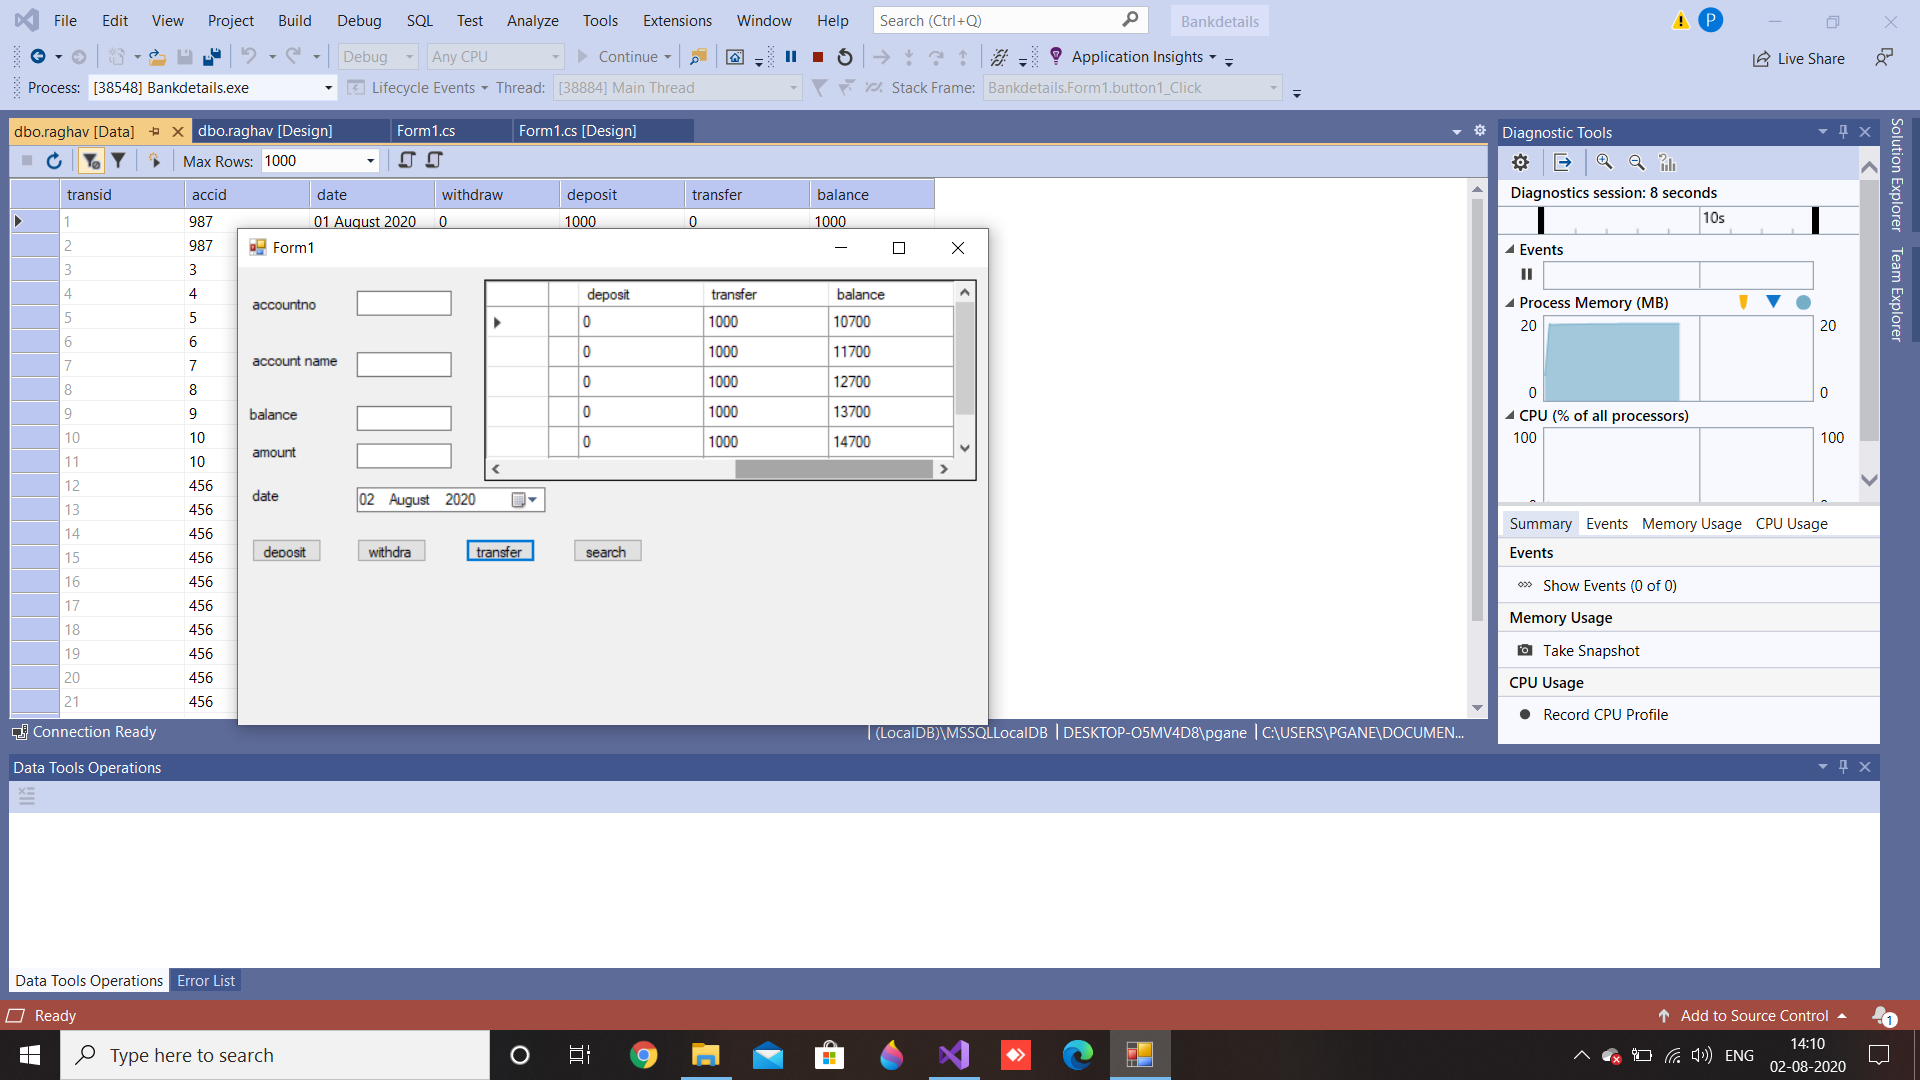 File Edit View Project Build Debug SQL Test Analyze Tools Extensions Window Help Search (Ctrl+Q) Bankdetails P
Debug Any CPU Continue Application Insights Live Share
Process: [38548] Bankdetails.exe Lifecycle Events Thread: [38884] Main Thread Stack Frame: Bankdetails.Form1.button1_Click
dbo.raghav [Data] dbo.raghav [Design] Form1.cs Form1.cs [Design]
Max Rows: 1000
transid accid date withdraw deposit transfer balance
1 987 01 August 2020 0 1000 0 1000
2 987
3 3
4 4
5 5
6 6
7 7
8 8
9 9
10 10
11 10
12 456
13 456
14 456
15 456
16 456
17 456
18 456
19 456
20 456
21 456
Form1
accountno
account name
balance
amount
date 02 August 2020
deposit transfer balance
0 1000 10700
0 1000 11700
0 1000 12700
0 1000 13700
0 1000 14700
deposit withdra transfer search
Connection Ready (LocalDB)\MSSQLLocalDB DESKTOP-O5MV4D8\pgane C:\USERS\PGANE\DOCUMEN...
Diagnostic Tools
Diagnostics session: 8 seconds
10s
Events
Process Memory (MB)
20 20
0 0
CPU (% of all processors)
100 100
Summary Events Memory Usage CPU Usage
Events
Show Events (0 of 0)
Memory Usage
Take Snapshot
CPU Usage
Record CPU Profile
Solution Explorer
Team Explorer
Data Tools Operations
Data Tools Operations Error List
Ready Add to Source Control 1
Type here to search ENG 14:10
02-08-2020